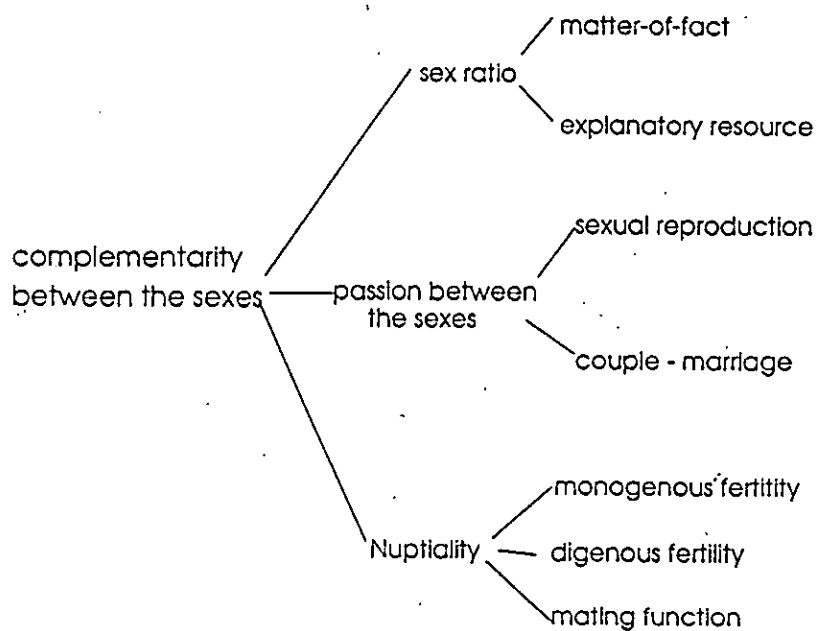 matter-of-fact
sex ratio
explanatory resource
sexual reproduction
complementarity
between the sexes
passion between
the sexes
couple - marriage
monogenous fertitity
Nuptiality
digenous fertility
mating function